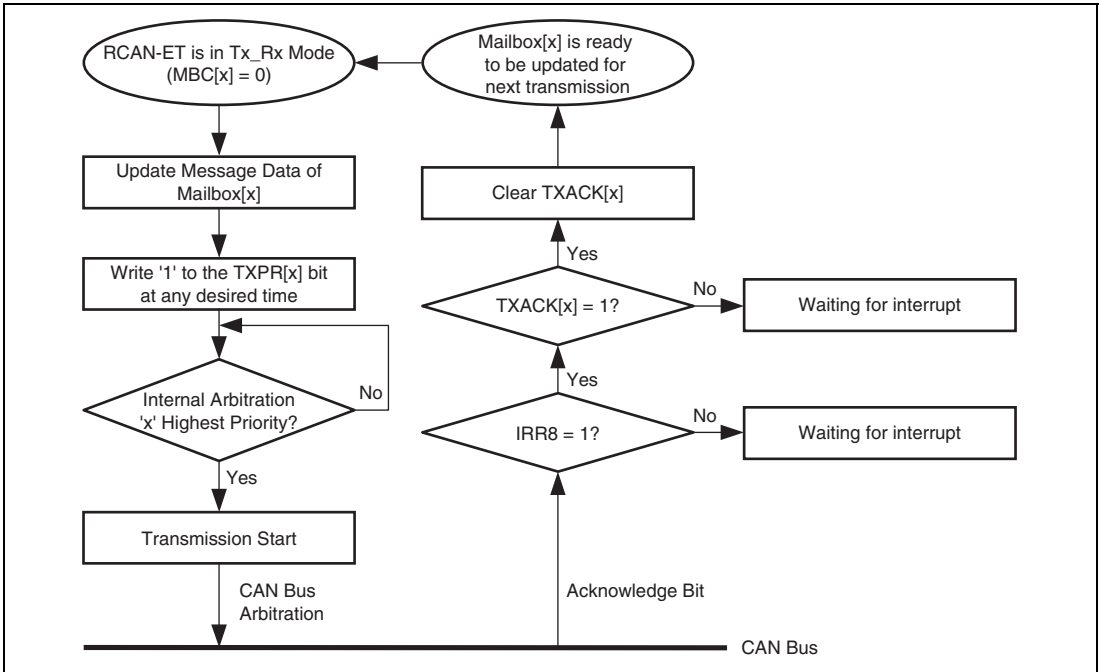 RCAN-ET is in Tx_Rx Mode
(MBC[x] = 0)
Mailbox[x] is ready
to be updated for
next transmission
Update Message Data of
Mailbox[x]
Clear TXACK[x]
Yes
Write '1' to the TXPR[x] bit
at any desired time
TXACK[x] = 1?
No
Waiting for interrupt
Yes
Internal Arbitration
'x' Highest Priority?
No
IRR8 = 1?
No
Waiting for interrupt
Yes
Transmission Start
CAN Bus
Arbitration
Acknowledge Bit
CAN Bus